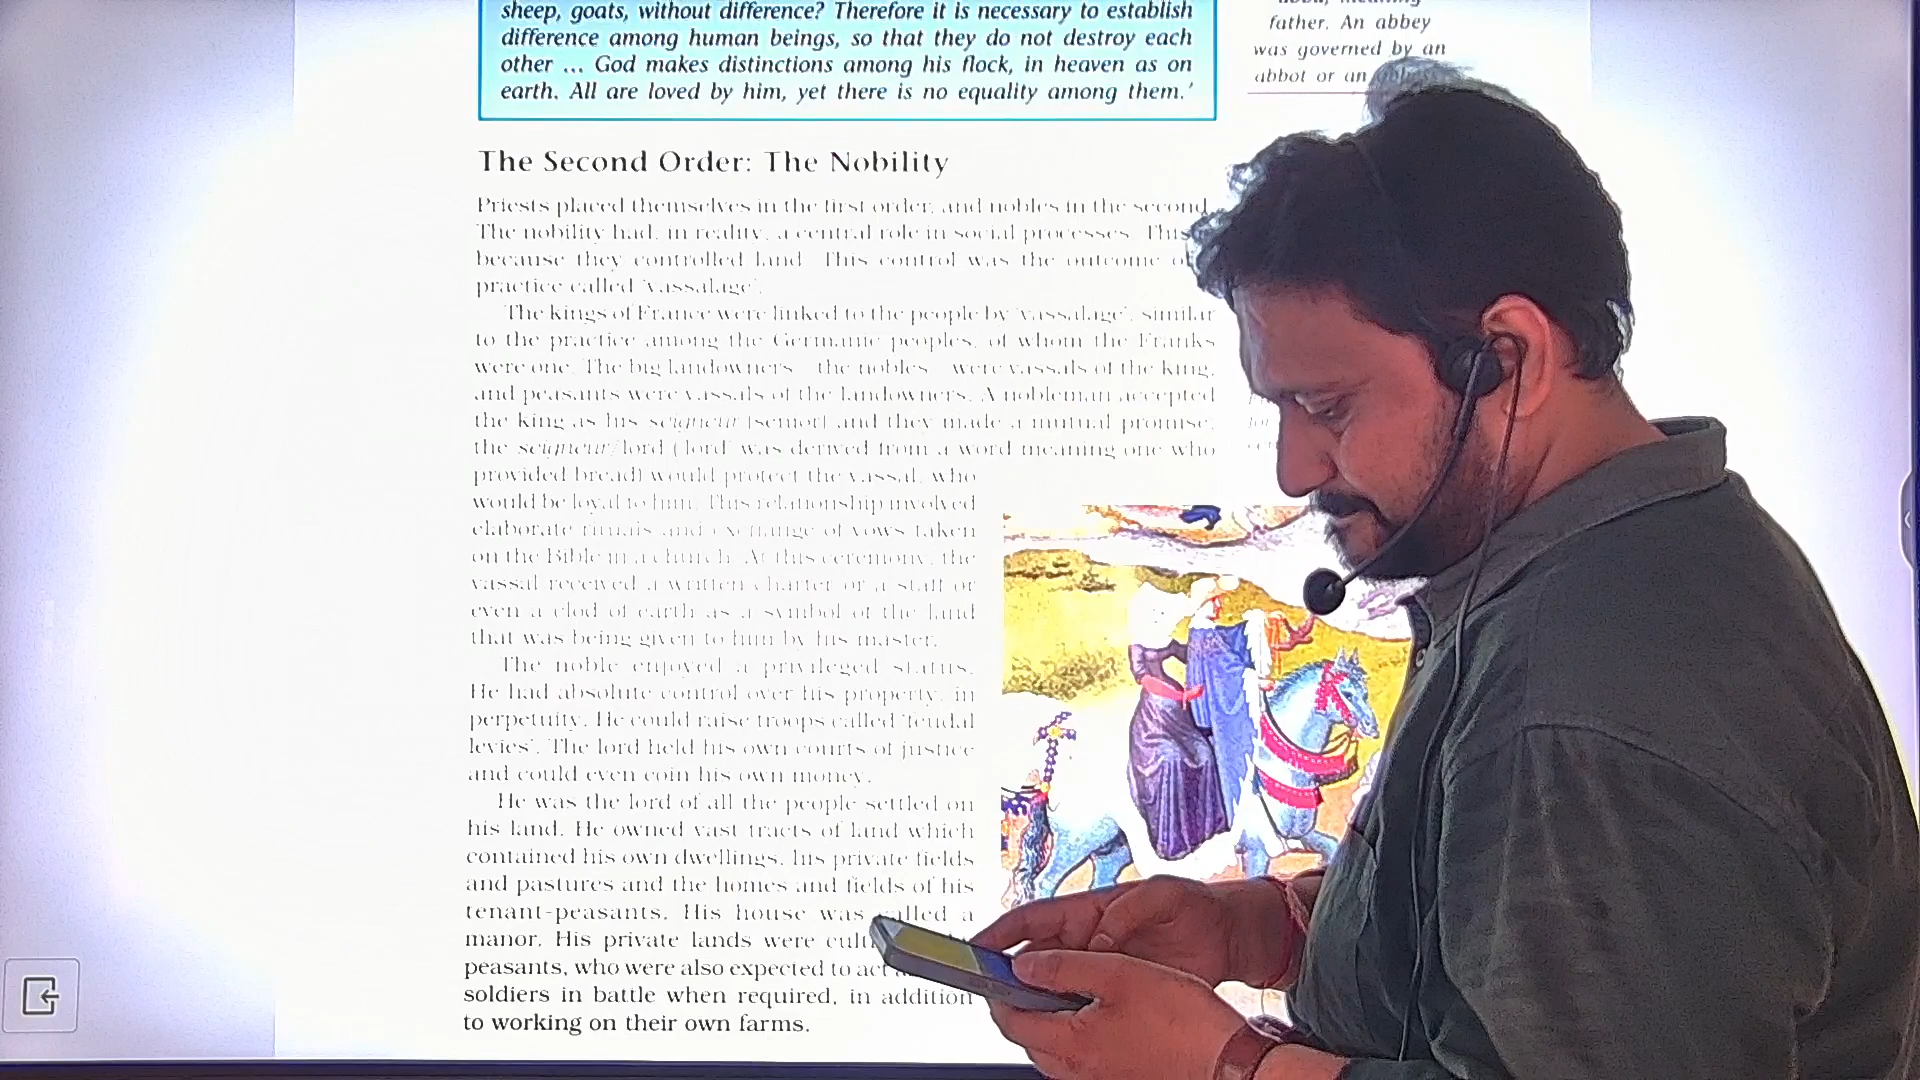 sheep, goats, without difference? Therefore it is necessary to establish
difference among human beings, so that they do not destroy each
other ... God makes distinctions among his flock, in heaven as on
earth. All are loved by him, yet there is no equality among them.'
father. An abbey
was governed by an
abbot or an
The Second Order: The Nobility
Priests placed themselves in the first order, and nobles in the second.
The nobility had, in reality, a central role in social processes. This
because they controlled land. This control was the outcome of
practice called 'vassalage'.
The kings of France were linked to the people by 'vassalage', similar
to the practice among the Germanic peoples, of whom the Franks
were one. The big landowners – the nobles – were vassals of the king,
and peasants were vassals of the landowners. A nobleman accepted
the king as his seigneur (senior) and they made a mutual promise:
the seigneur/lord ('lord' was derived from a word meaning one who
provided bread) would protect the vassal, who
would be loyal to him. This relationship involved
elaborate rituals and exchange of vows taken
on the Bible in a church. At this ceremony, the
vassal received a written charter or a staff or
even a clod of earth as a symbol of the land
that was being given to him by his master.
The noble enjoyed a privileged status.
He had absolute control over his property, in
perpetuity. He could raise troops called 'feudal
levies'. The lord held his own courts of justice
and could even coin his own money.
He was the lord of all the people settled on
his land. He owned vast tracts of land which
contained his own dwellings, his private fields
and pastures and the homes and fields of his
tenant-peasants. His house was called a
manor. His private lands were
peasants, who were also expected to act
soldiers in battle when required, in addition
to working on their own farms.